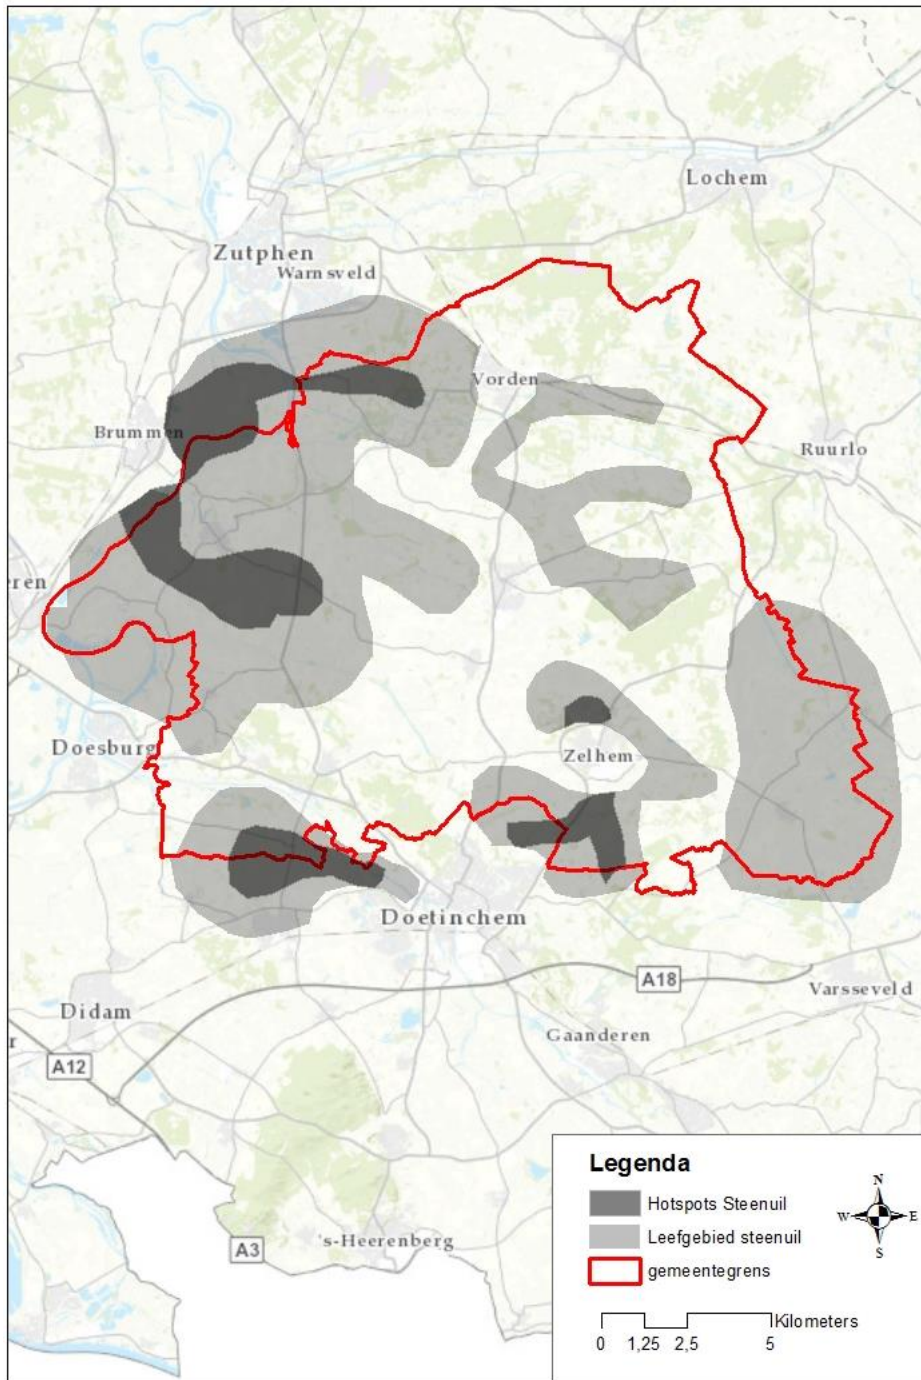 Lochem
Zutphen
Warnsveld
Vorden
Brummen
Ruurlo
eren
Doesburg
Zelhem
Doetinchem
A18
Varsseveld
Didam
Gaanderen
r
A12
Legenda
N
Hotspots Steenuil
W E
Leefgebied steenuil
S
's-Heerenberg
A3
gemeentegrens
Kilometers
0 1,25 2,5 5